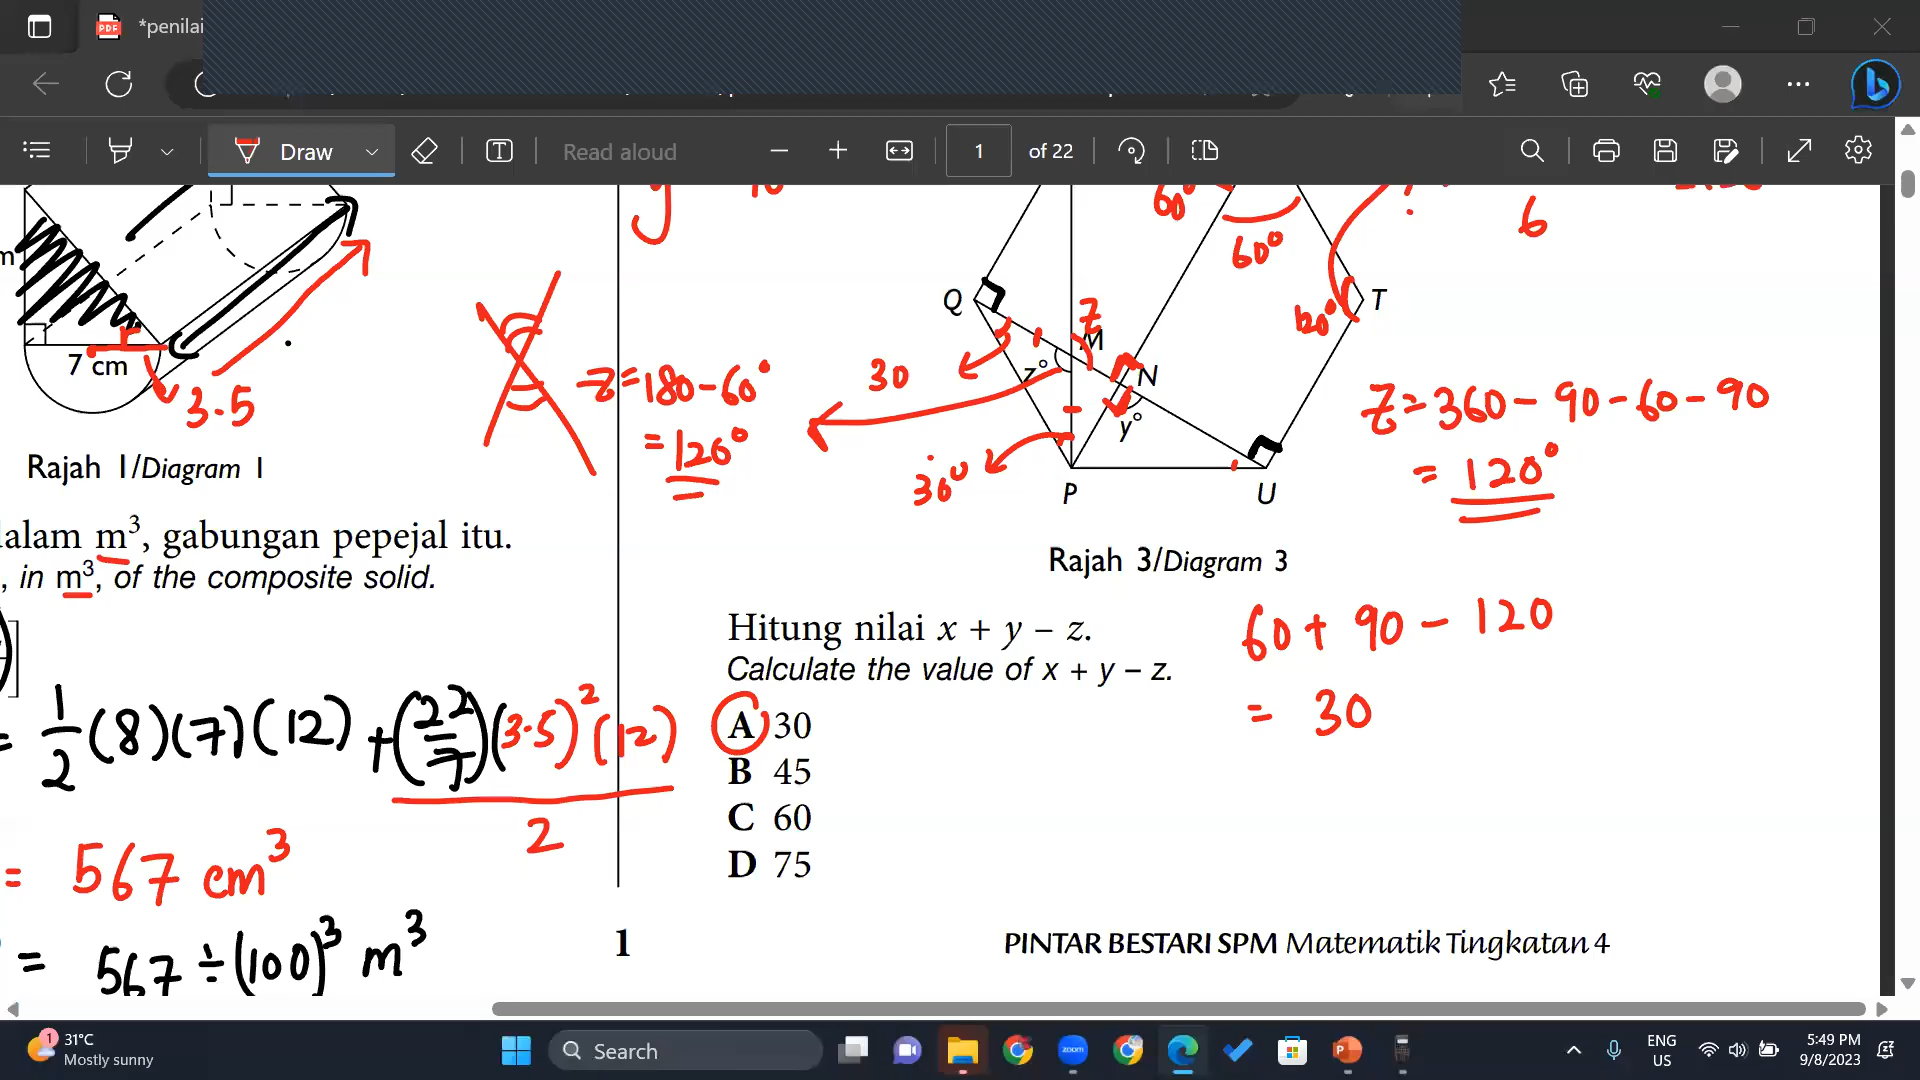 *penilai
Draw
Read aloud
1
of 22
m
7 cm
r
3.5
Rajah 1/Diagram 1
dalam m³, gabungan pepejal itu.
, in m³, of the composite solid.
= 1/2 (8)(7)(12) + (22/7)(3.5)²(12)
2
= 567 cm³
= 567 ÷ (100)³ m³
y
z = 180 - 60°
= 120°
60°
60°
?
6
Q
z
M
T
120°
30
z°
N
y°
30°
P
U
z = 360 - 90 - 60 - 90
= 120°
Rajah 3/Diagram 3
Hitung nilai x + y – z.
Calculate the value of x + y – z.
60 + 90 - 120
= 30
A 30
B 45
C 60
D 75
1
PINTAR BESTARI SPM Matematik Tingkatan 4
1
31°C
Mostly sunny
Search
zoom
ENG
US
5:49 PM
9/8/2023